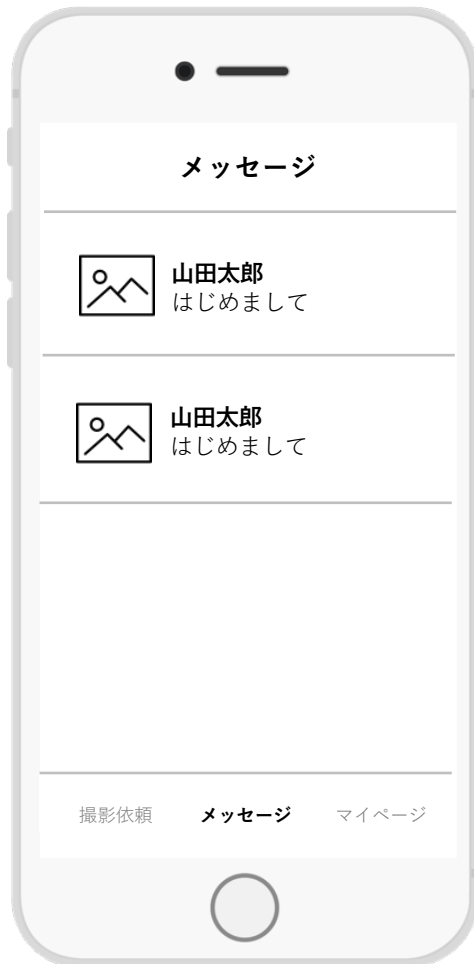 メッセージ
山田太郎
はじめまして
山田太郎
はじめまして
撮影依頼 メッセージ マイページ